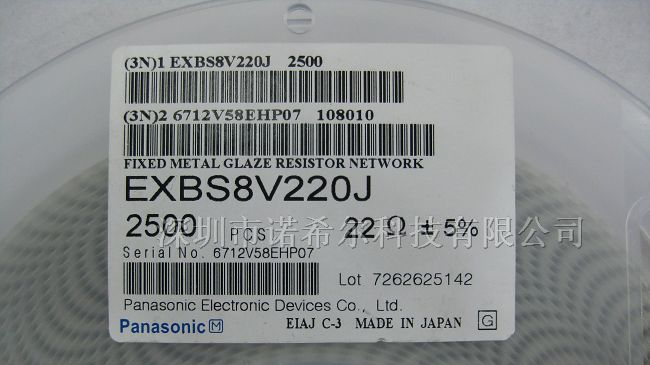 (3N)1 EXBS8V220J 2500
(3N)2 6712V58EHP07 108010
FIXED METAL GLAZE RESISTOR NETWORK
EXBS8V220J
2500 PCS 22 Ω ± 5%
深圳市诺希尔科技有限公司
Serial No. 6712V58EHP07
Lot 7262625142
Panasonic Electronic Devices Co., Ltd.
Panasonic M EIAJ C-3 MADE IN JAPAN G